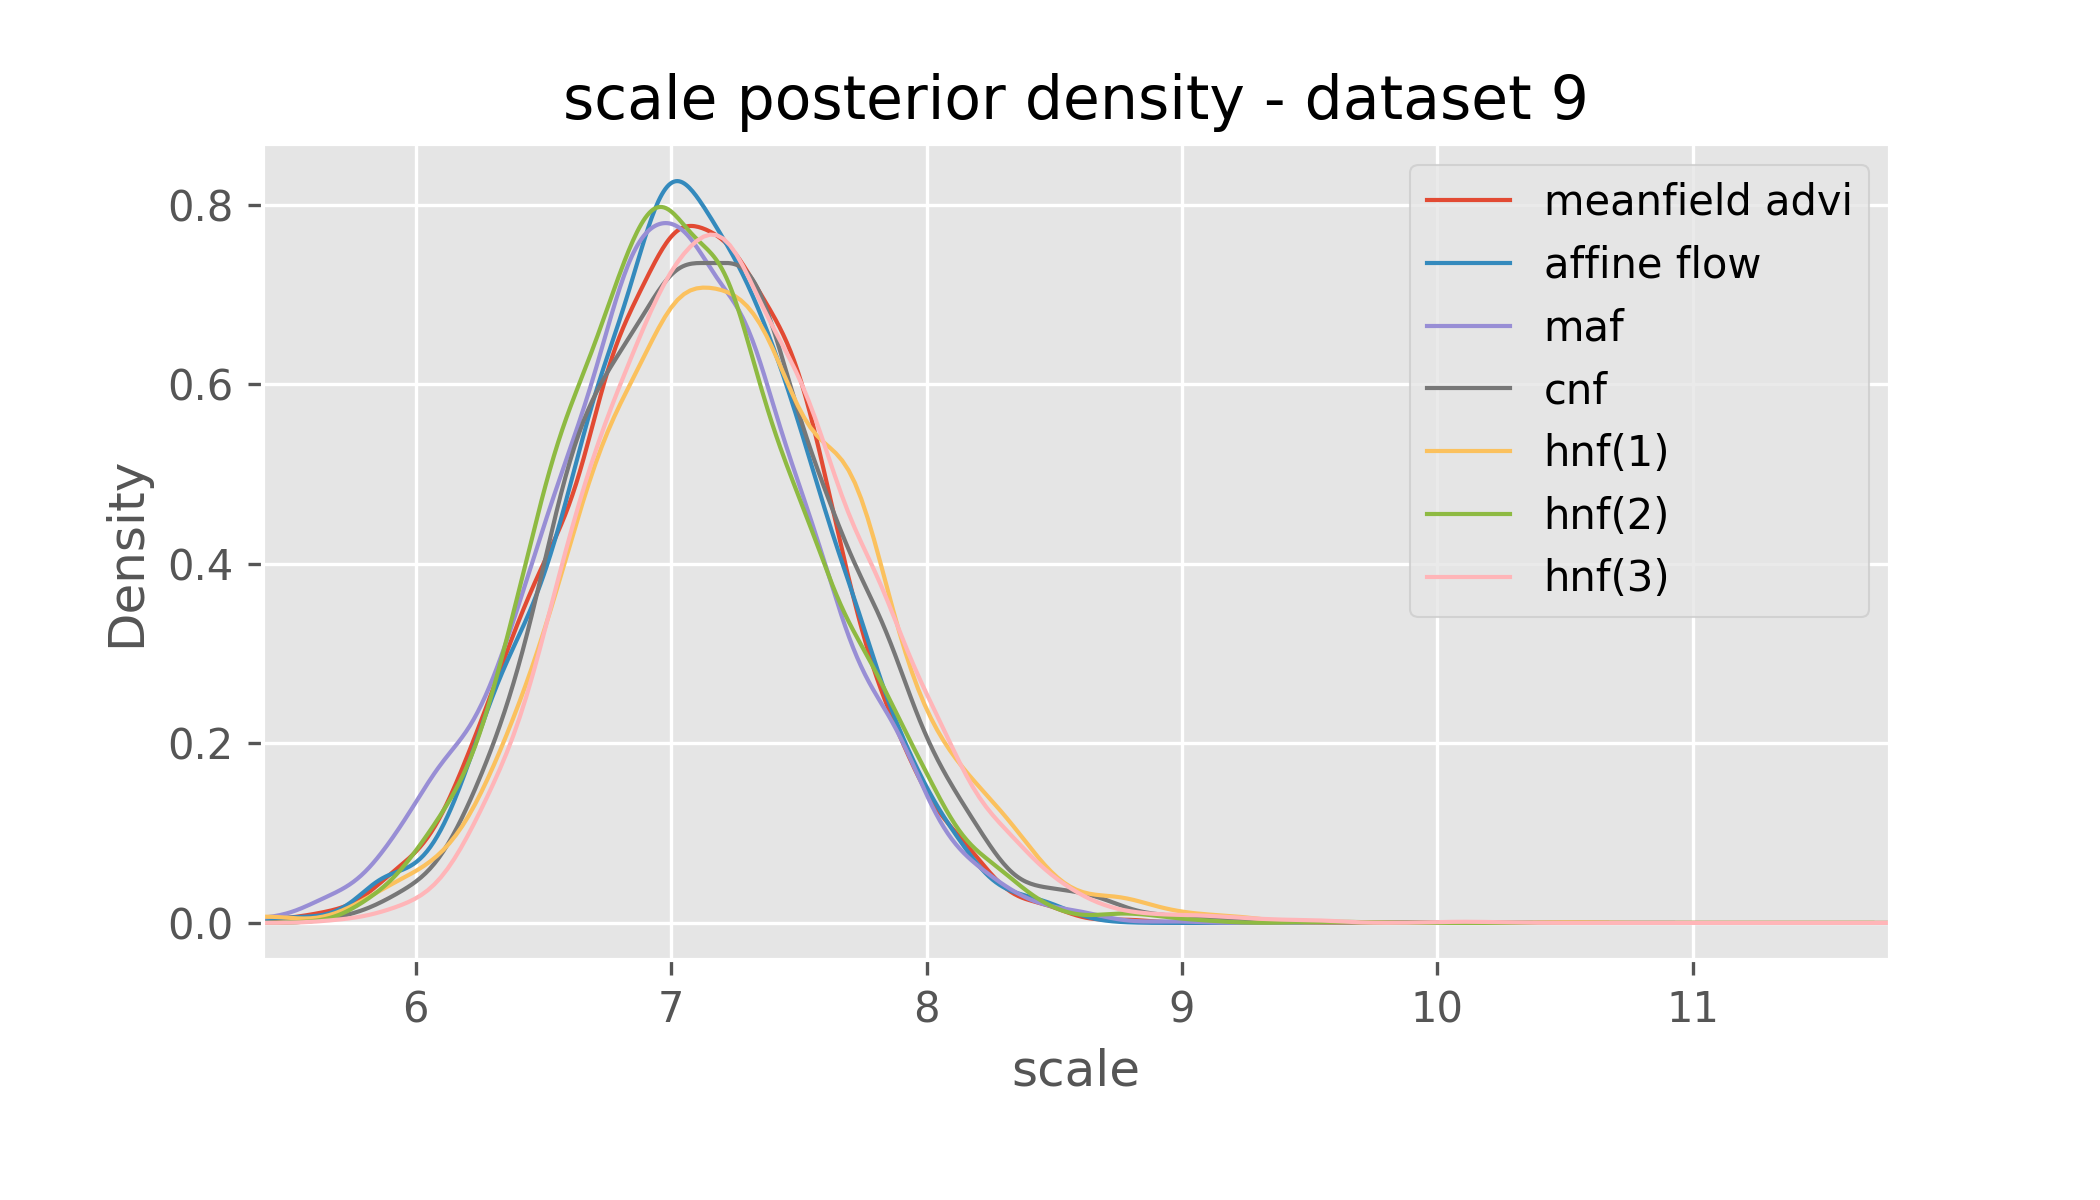 scale posterior density - dataset 9
Density
0.8
0.6
0.4
0.2
0.0
meanfield advi
affine flow
maf
cnf
hnf(1)
hnf(2)
hnf(3)
6 7 8 9 10 11
scale